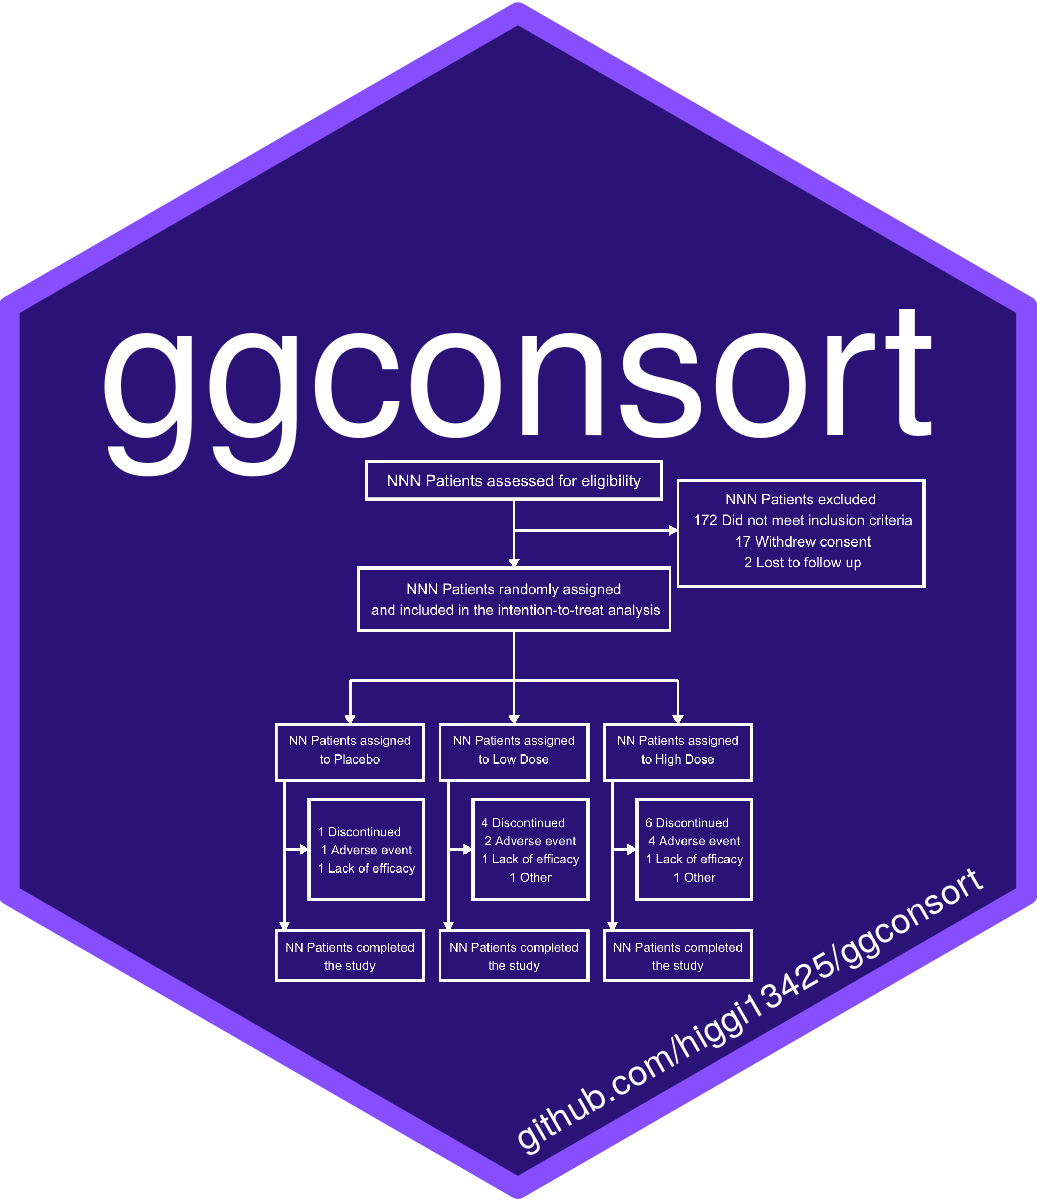 ggconsort
NNN Patients assessed for eligibility
NNN Patients excluded
172 Did not meet inclusion criteria
17 Withdrew consent
2 Lost to follow up
NNN Patients randomly assigned
and included in the intention-to-treat analysis
NN Patients assigned
to Placebo
NN Patients assigned
to Low Dose
NN Patients assigned
to High Dose
1 Discontinued
1 Adverse event
1 Lack of efficacy
4 Discontinued
2 Adverse event
1 Lack of efficacy
1 Other
6 Discontinued
4 Adverse event
1 Lack of efficacy
1 Other
NN Patients completed
the study
NN Patients completed
the study
NN Patients completed
the study
github.com/higgi13425/ggconsort